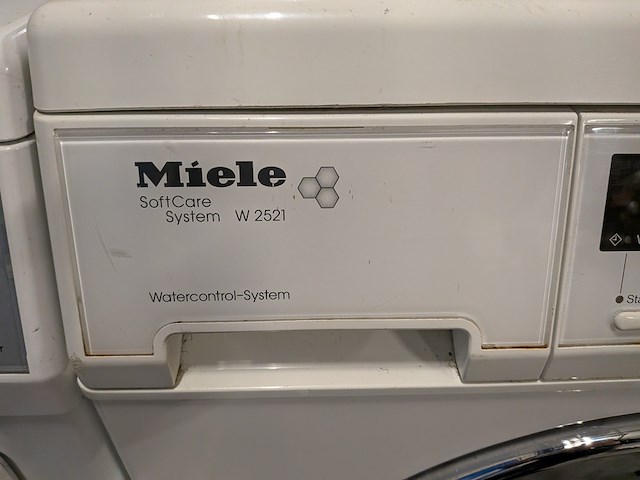 Miele
SoftCare
System W 2521
Watercontrol-System